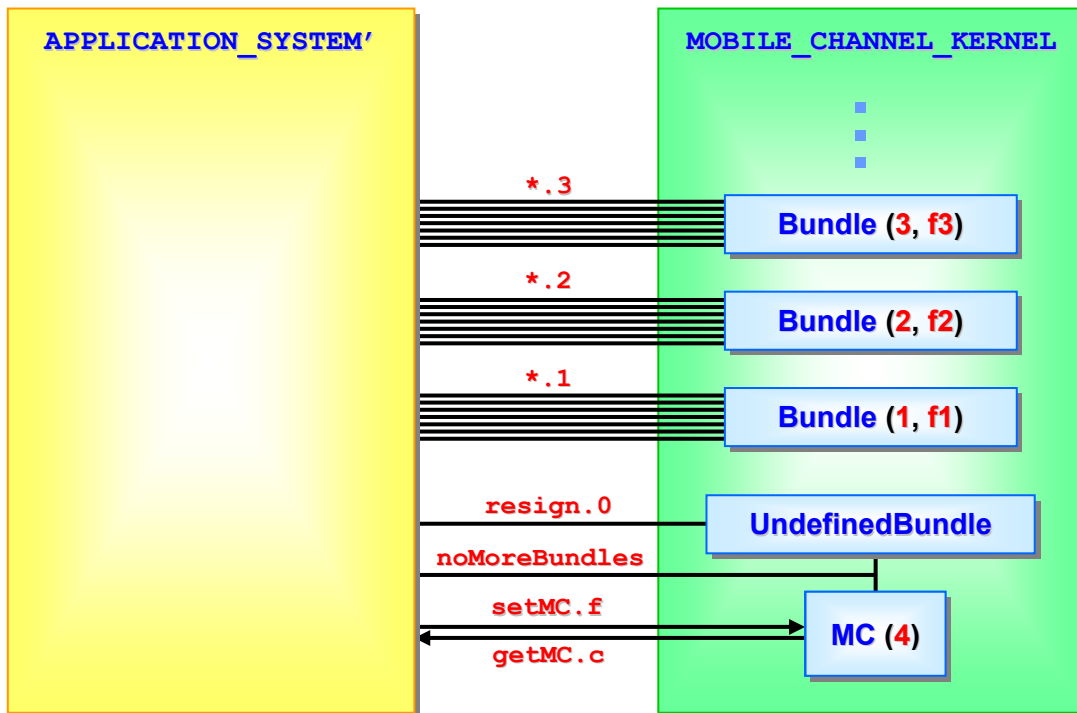 APPLICATION_SYSTEM’
MOBILE_CHANNEL_KERNEL
*.3
Bundle (3, f3)
*.2
Bundle (2, f2)
*.1
Bundle (1, f1)
resign.0
UndefinedBundle
noMoreBundles
setMC.f
MC (4)
getMC.c